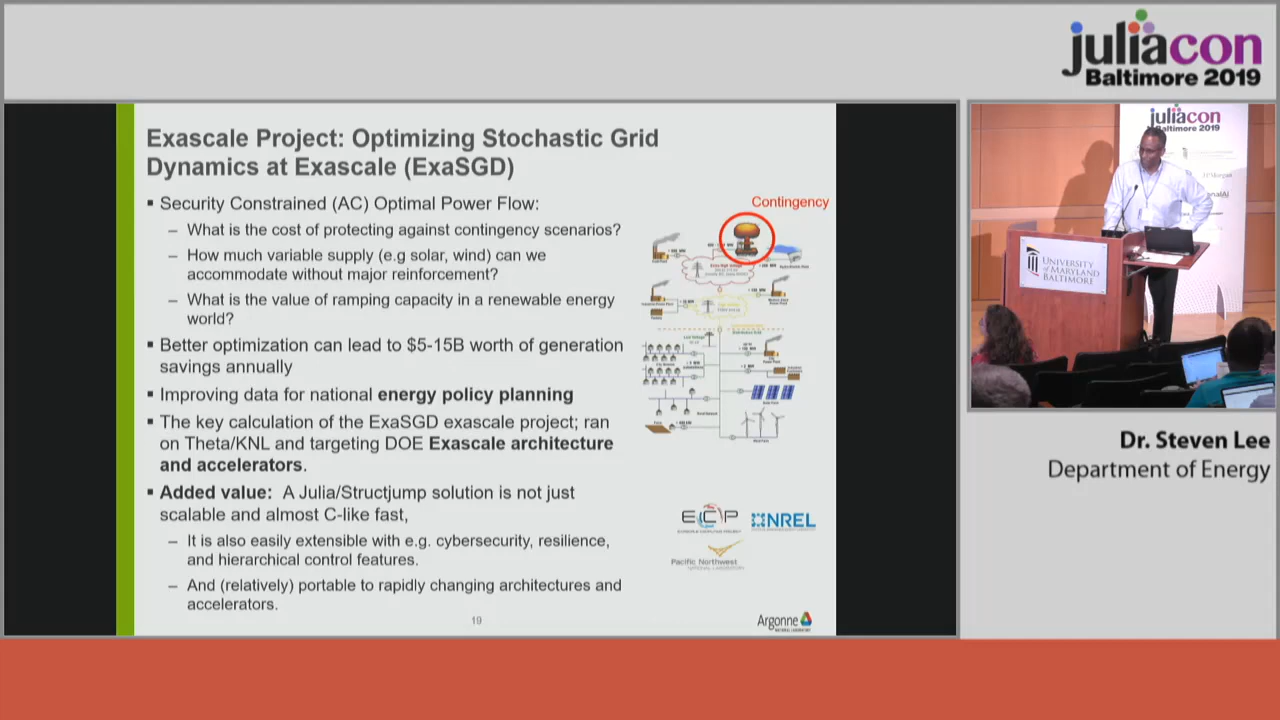 juliacon
Baltimore 2019
Exascale Project: Optimizing Stochastic Grid
Dynamics at Exascale (ExaSGD)
▪ Security Constrained (AC) Optimal Power Flow:
– What is the cost of protecting against contingency scenarios?
– How much variable supply (e.g solar, wind) can we
accommodate without major reinforcement?
– What is the value of ramping capacity in a renewable energy
world?
▪ Better optimization can lead to $5-15B worth of generation
savings annually
▪ Improving data for national energy policy planning
▪ The key calculation of the ExaSGD exascale project; ran
on Theta/KNL and targeting DOE Exascale architecture
and accelerators.
▪ Added value: A Julia/Structjump solution is not just
scalable and almost C-like fast,
– It is also easily extensible with e.g. cybersecurity, resilience,
and hierarchical control features.
– And (relatively) portable to rapidly changing architectures and
accelerators.
Contingency
ECP
NREL
Pacific Northwest
19
Argonne
juliacon
Baltimore 2019
J.P.Morgan
UNIVERSITY
of MARYLAND
BALTIMORE
Dr. Steven Lee
Department of Energy